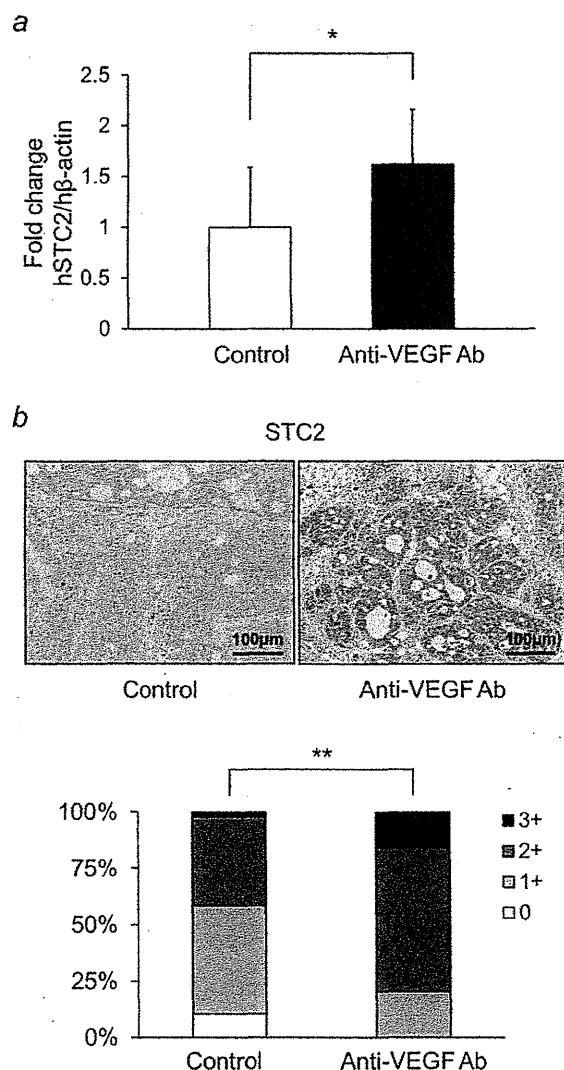 a
*
2.5
2
1.5
1
0.5
0
Fold change
hSTC2/hβ-actin
Control
Anti-VEGF Ab
b
STC2
100μm
100μm
Control
Anti-VEGF Ab
**
100%
75%
50%
25%
0%
3+
2+
1+
0
Control
Anti-VEGF Ab